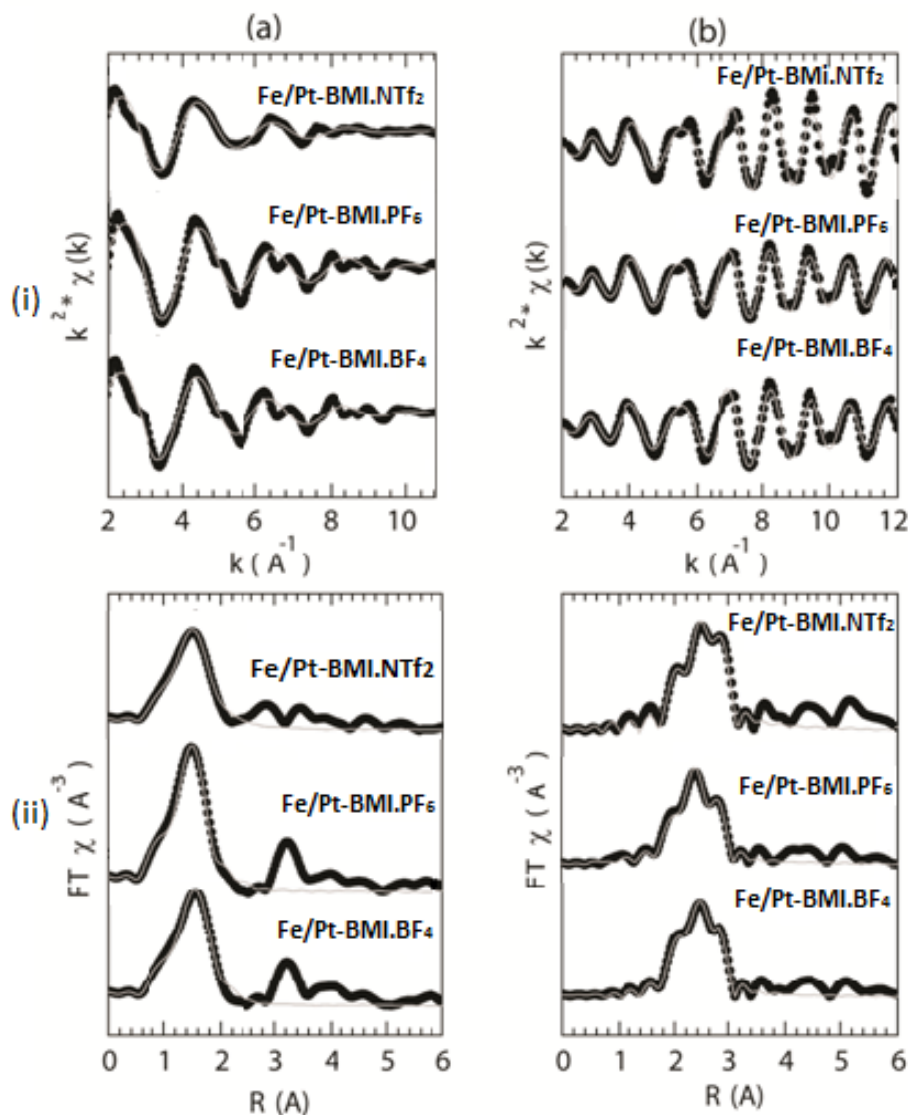 (a)
(b)
Fe/Pt-BMI.NTf₂
Fe/Pt-BMI.PF₆
Fe/Pt-BMI.BF₄
Fe/Pt-BMi.NTf₂
Fe/Pt-BMI.PF₆
Fe/Pt-BMI.BF₄
(i)
k ²* χ(k)
k ²* χ(k)
2 4 6 8 10
2 4 6 8 10 12
k ( A⁻¹)
k ( A⁻¹)
Fe/Pt-BMI.NTf₂
Fe/Pt-BMI.PF₆
Fe/Pt-BMI.BF₄
Fe/Pt-BMI.NTf₂
Fe/Pt-BMI.PF₆
Fe/Pt-BMI.BF₄
(ii)
FT χ ( A⁻³)
FT χ ( A⁻³)
0 1 2 3 4 5 6
0 1 2 3 4 5 6
R (A)
R (A)